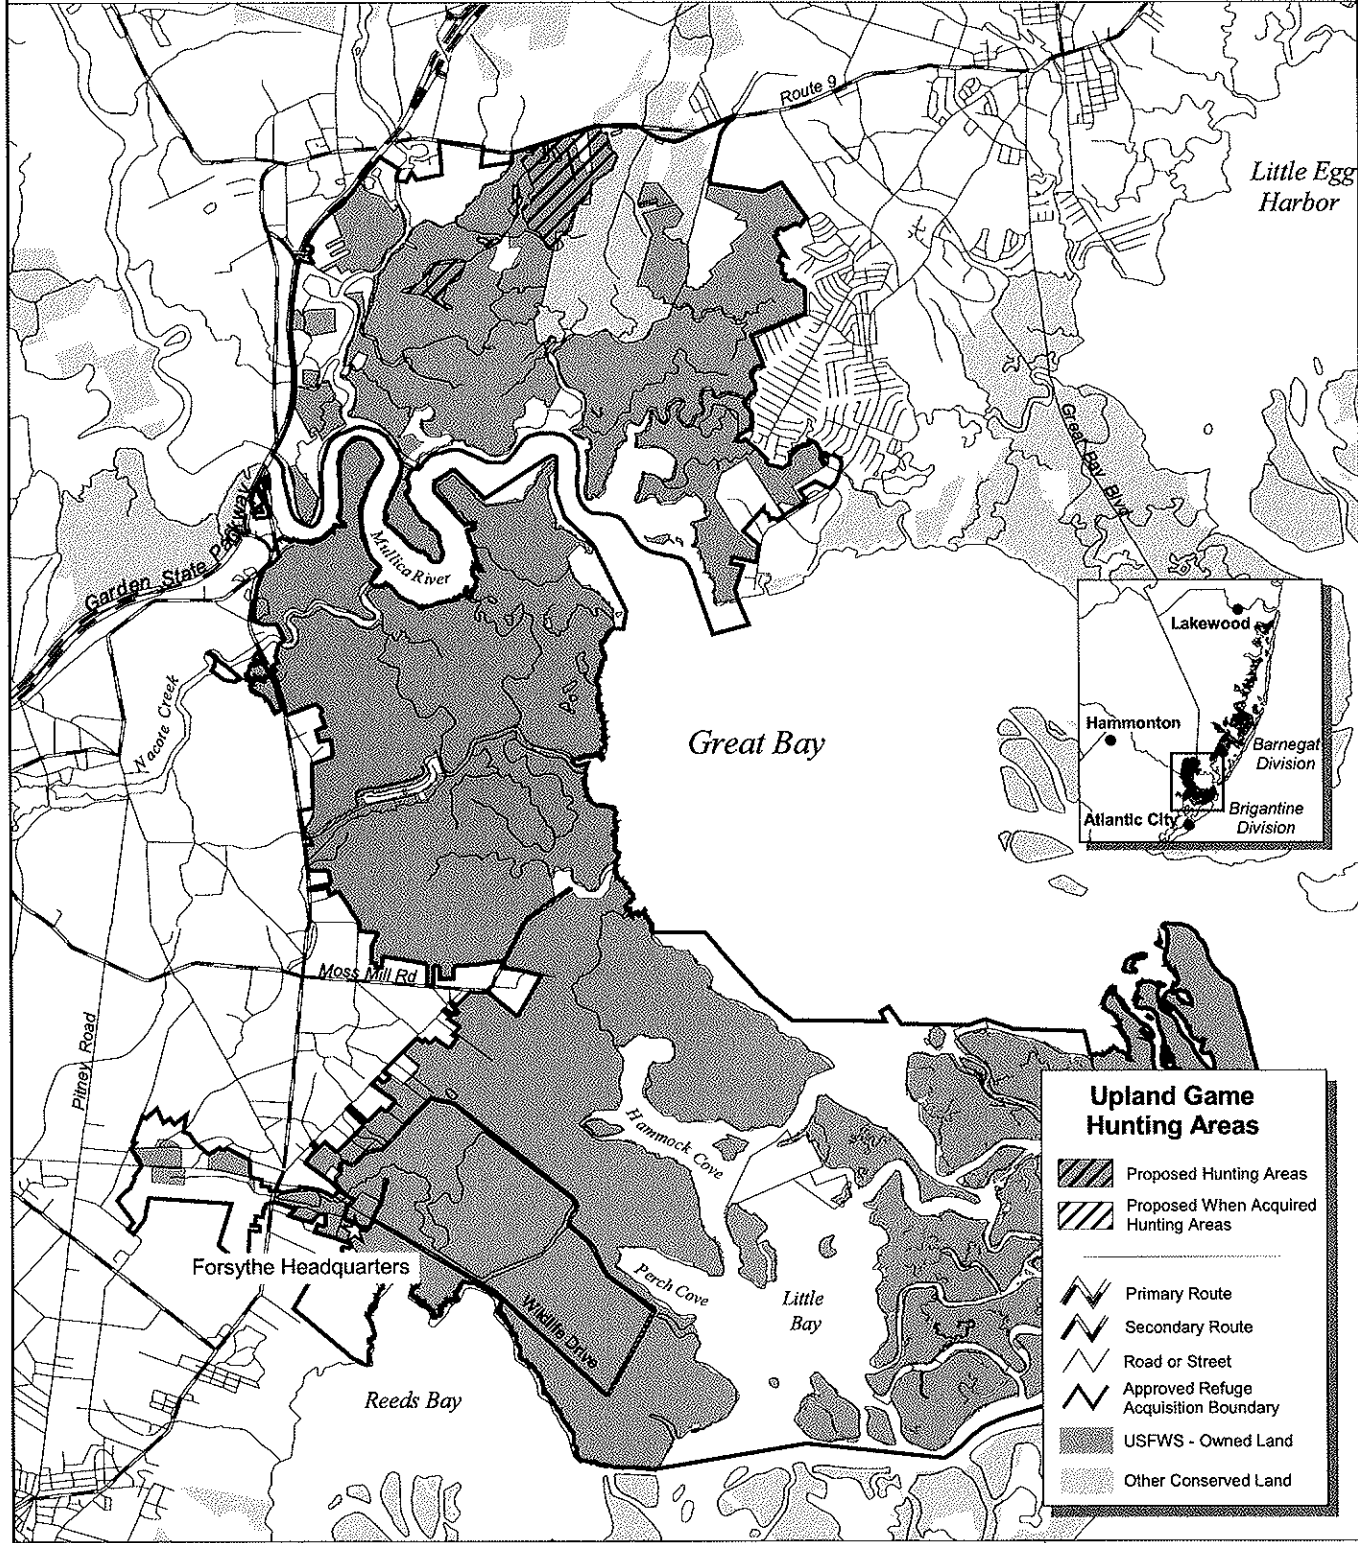 Route 9
Little Egg
Harbor
Great Bay Blvd
Garden State Parkway
Mullica River
Nacote Creek
Great Bay
Lakewood
Hammonton
Barnegat
Division
Atlantic City
Brigantine
Division
Moss Mill Rd
Pitney Road
Hammock Cove
Forsythe Headquarters
Perch Cove
Little
Bay
Wildlife Drive
Reeds Bay
Upland Game
Hunting Areas
Proposed Hunting Areas
Proposed When Acquired
Hunting Areas
Primary Route
Secondary Route
Road or Street
Approved Refuge
Acquisition Boundary
USFWS - Owned Land
Other Conserved Land